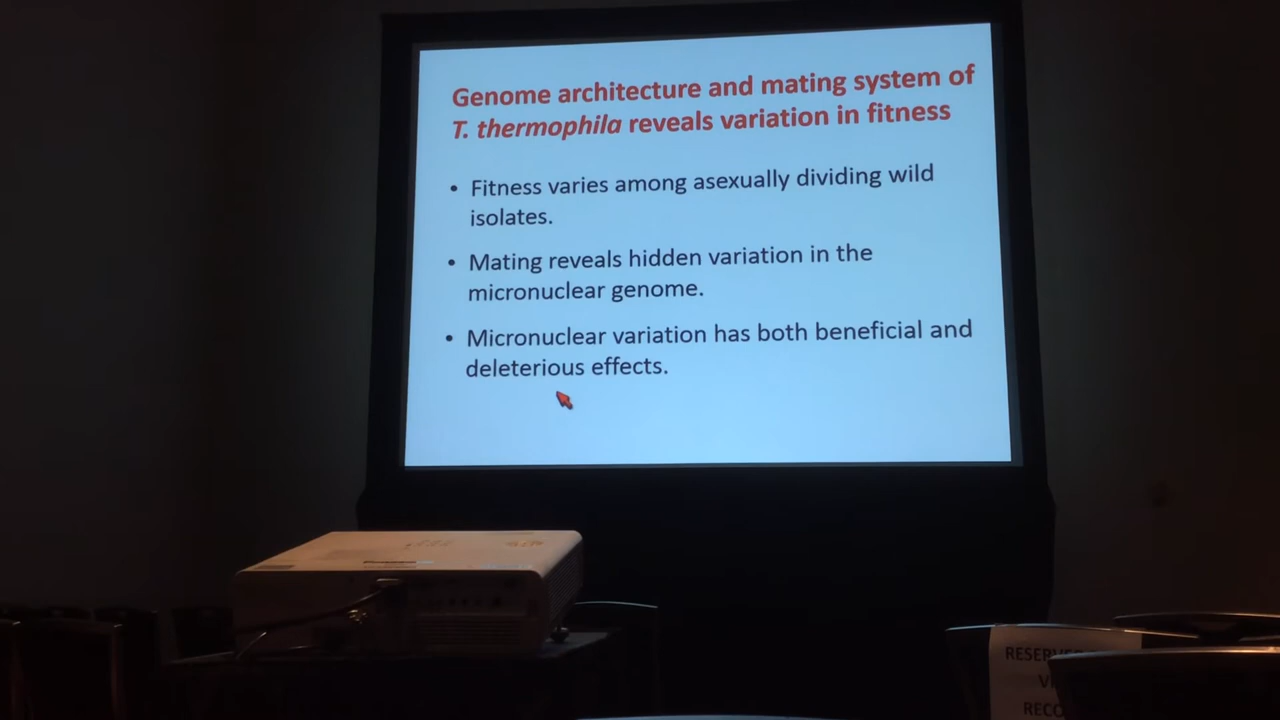 Genome architecture and mating system of
T. thermophila reveals variation in fitness
• Fitness varies among asexually dividing wild
isolates.
• Mating reveals hidden variation in the
micronuclear genome.
• Micronuclear variation has both beneficial and
deleterious effects.